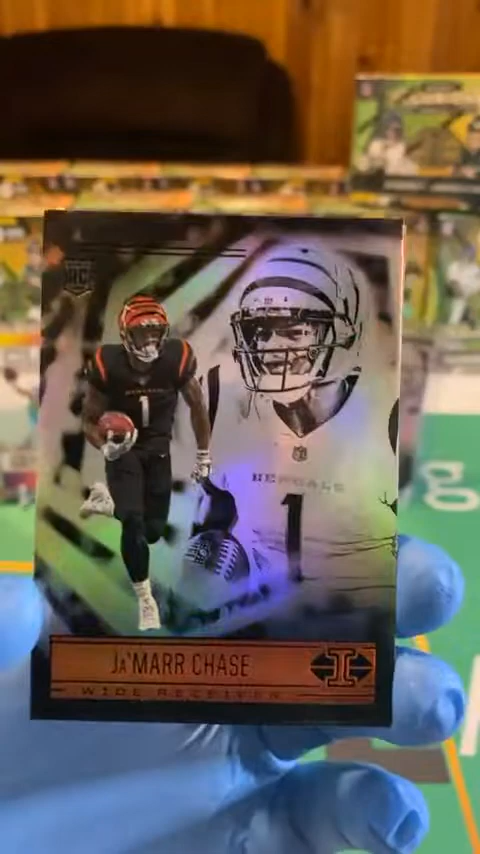 RC
1
BENGALS
1
JA'MARR CHASE
I
WIDE RECEIVER
g